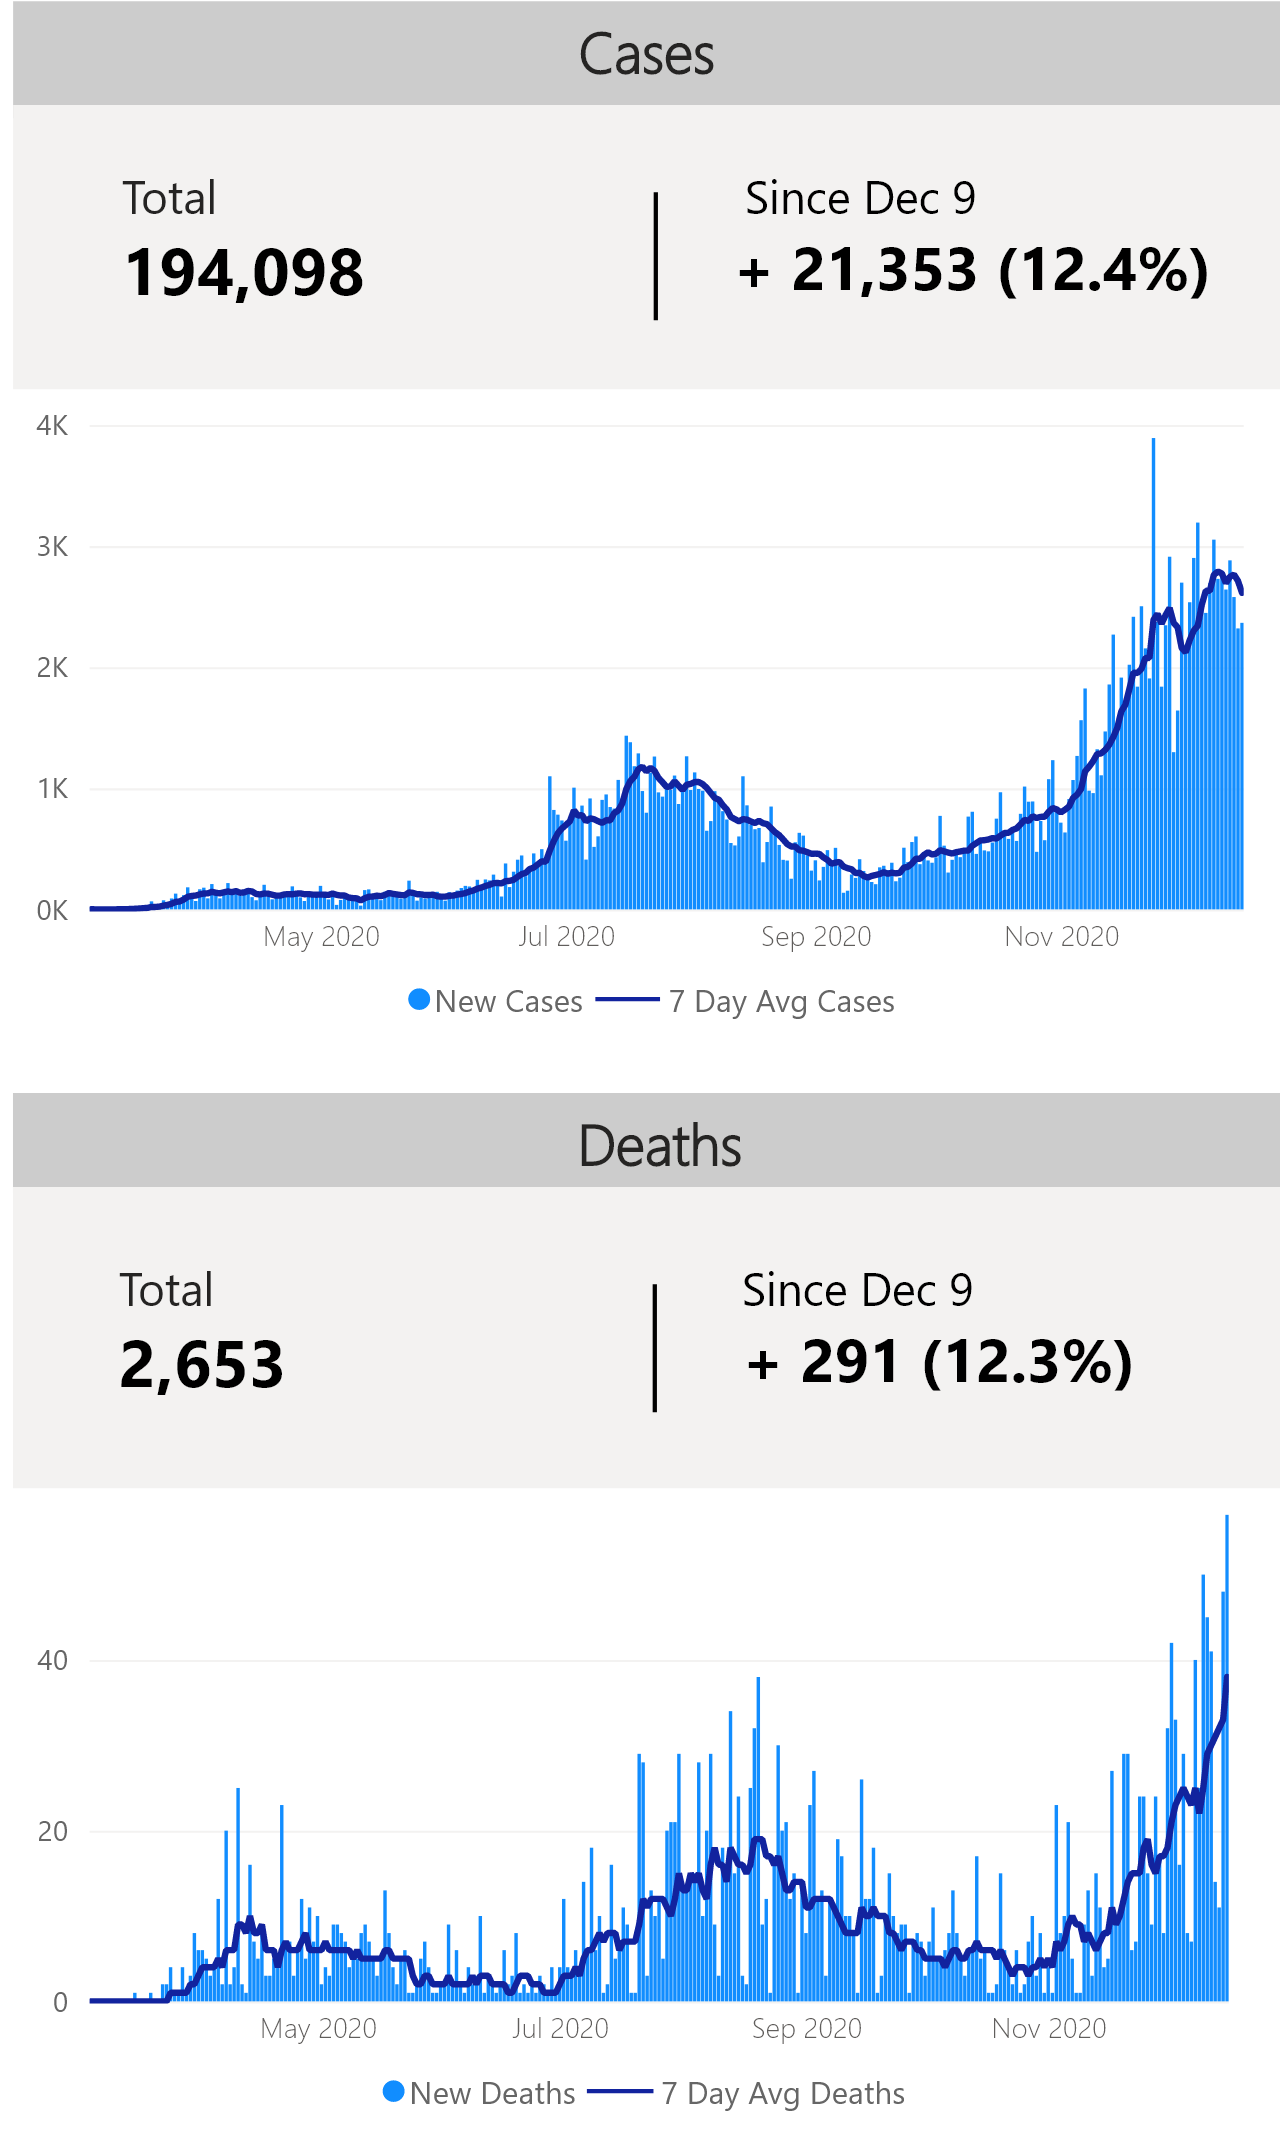 Cases
Total
Since Dec 9
194,098
+ 21,353 (12.4%)
4K
3K
2K
1K
0K
May 2020
Jul 2020
Sep 2020
Nov 2020
New Cases
7 Day Avg Cases
Deaths
Total
Since Dec 9
2,653
+ 291 (12.3%)
40
20
0
May 2020
Jul 2020
Sep 2020
Nov 2020
New Deaths
7 Day Avg Deaths